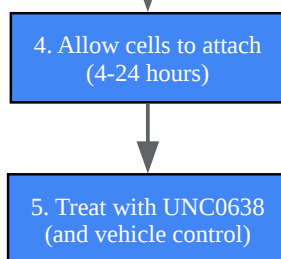 4. Allow cells to attach
(4-24 hours)
5. Treat with UNC0638
(and vehicle control)